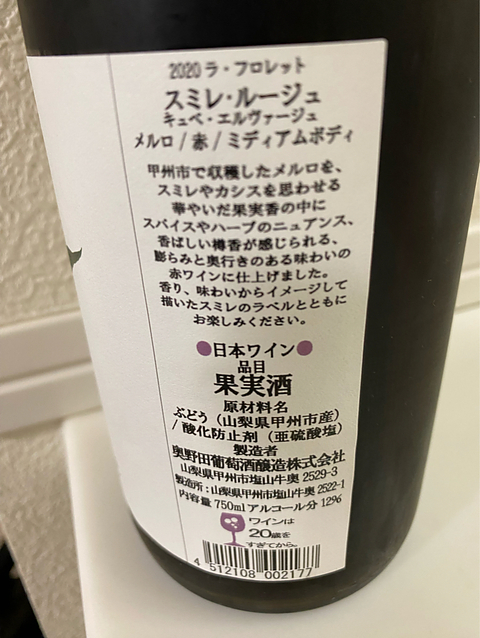 2020 ラ・フロレット
スミレ・ルージュ
キュベ・エルヴァージュ
メルロ / 赤 / ミディアムボディ
甲州市で収穫したメルロを、
スミレやカシスを思わせる
華やいだ果実香の中に
スパイスやハーブのニュアンス、
香ばしい樽香が感じられる、
膨らみと奥行きのある味わいの
赤ワインに仕上げました。
香り、味わいからイメージして
描いたスミレのラベルとともに
お楽しみください。
●日本ワイン●
品目
果実酒
原材料名
ぶどう（山梨県甲州市産）
/ 酸化防止剤（亜硫酸塩）
製造者
奥野田葡萄酒醸造株式会社
山梨県甲州市塩山牛奥 2529-3
製造所：山梨県甲州市塩山牛奥 2522-1
内容量 750ml アルコール分 12%
ワインは
20歳を
すぎてから。
4 512108 002177